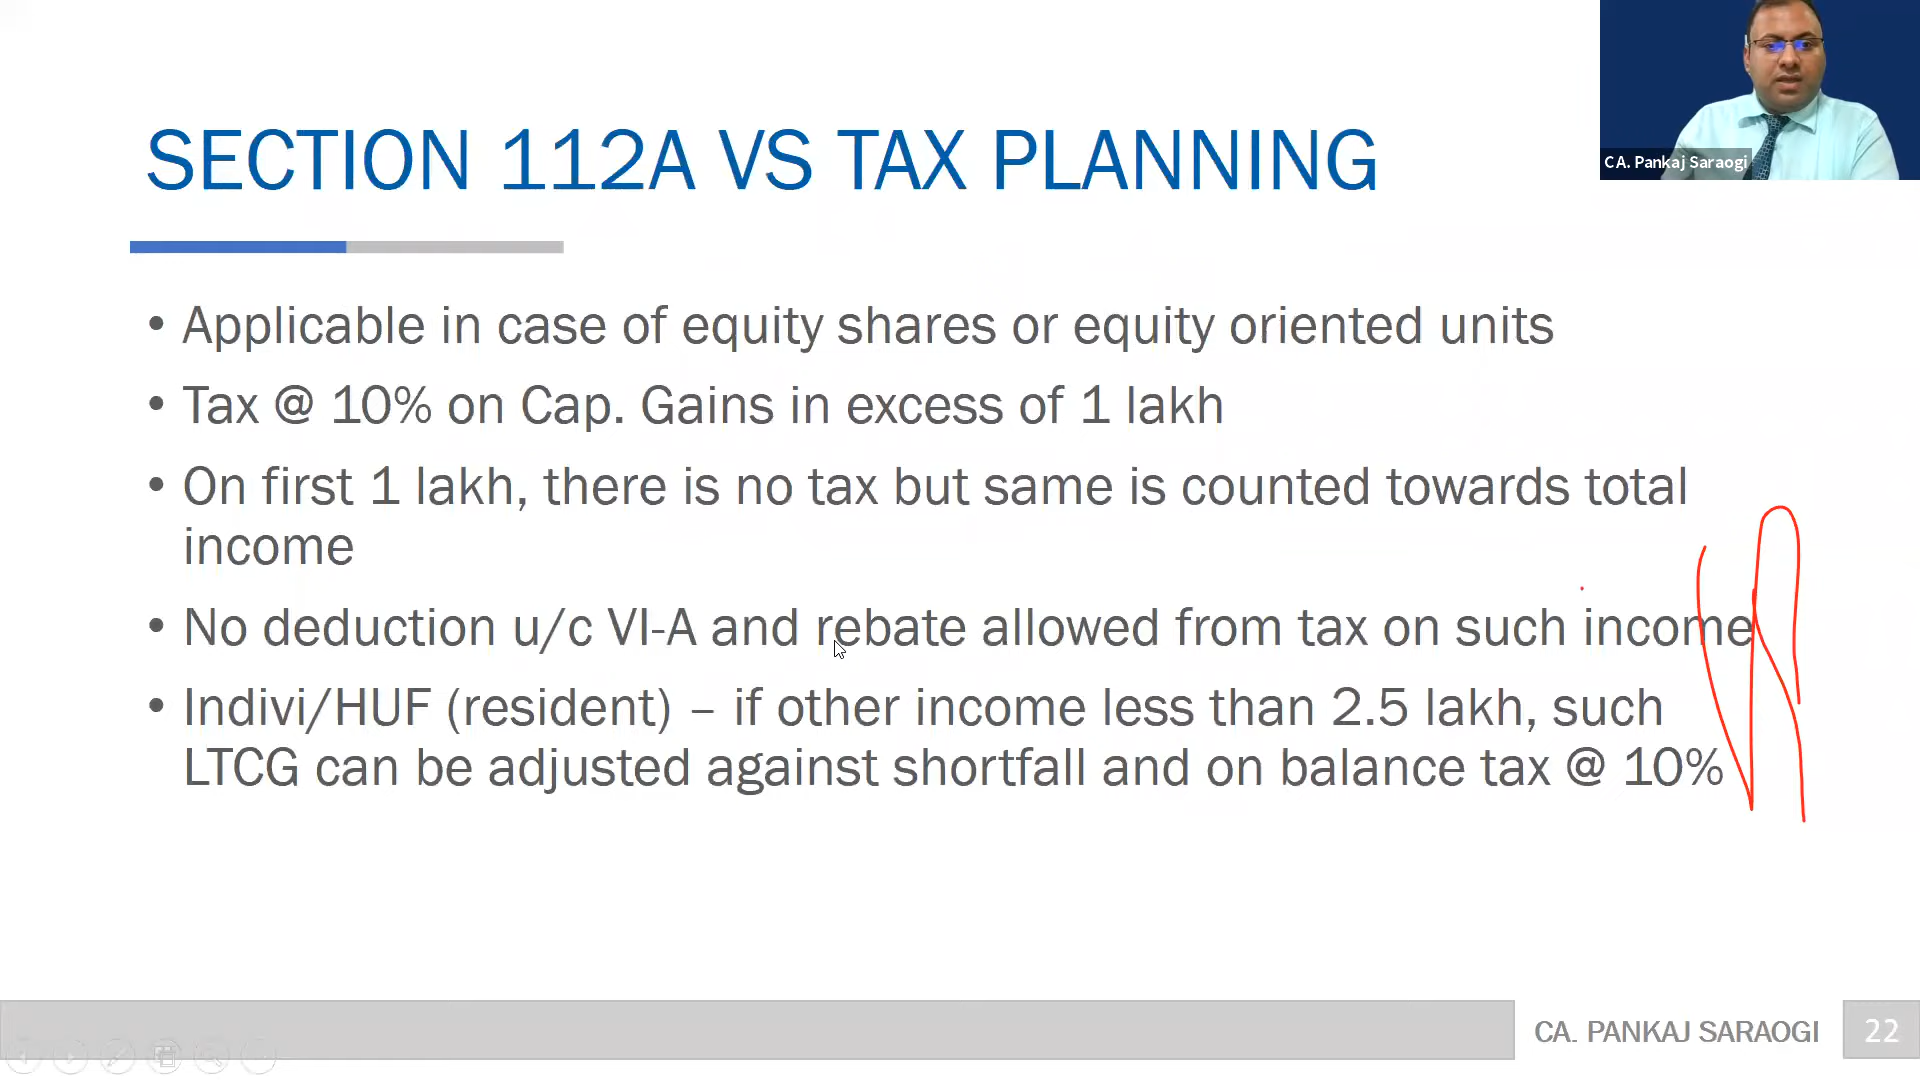 SECTION 112A VS TAX PLANNING
CA. Pankaj Saraogi
• Applicable in case of equity shares or equity oriented units
• Tax @ 10% on Cap. Gains in excess of 1 lakh
• On first 1 lakh, there is no tax but same is counted towards total
income
• No deduction u/c VI-A and rebate allowed from tax on such income
• Indivi/HUF (resident) – if other income less than 2.5 lakh, such
LTCG can be adjusted against shortfall and on balance tax @ 10%
CA. PANKAJ SARAOGI
22